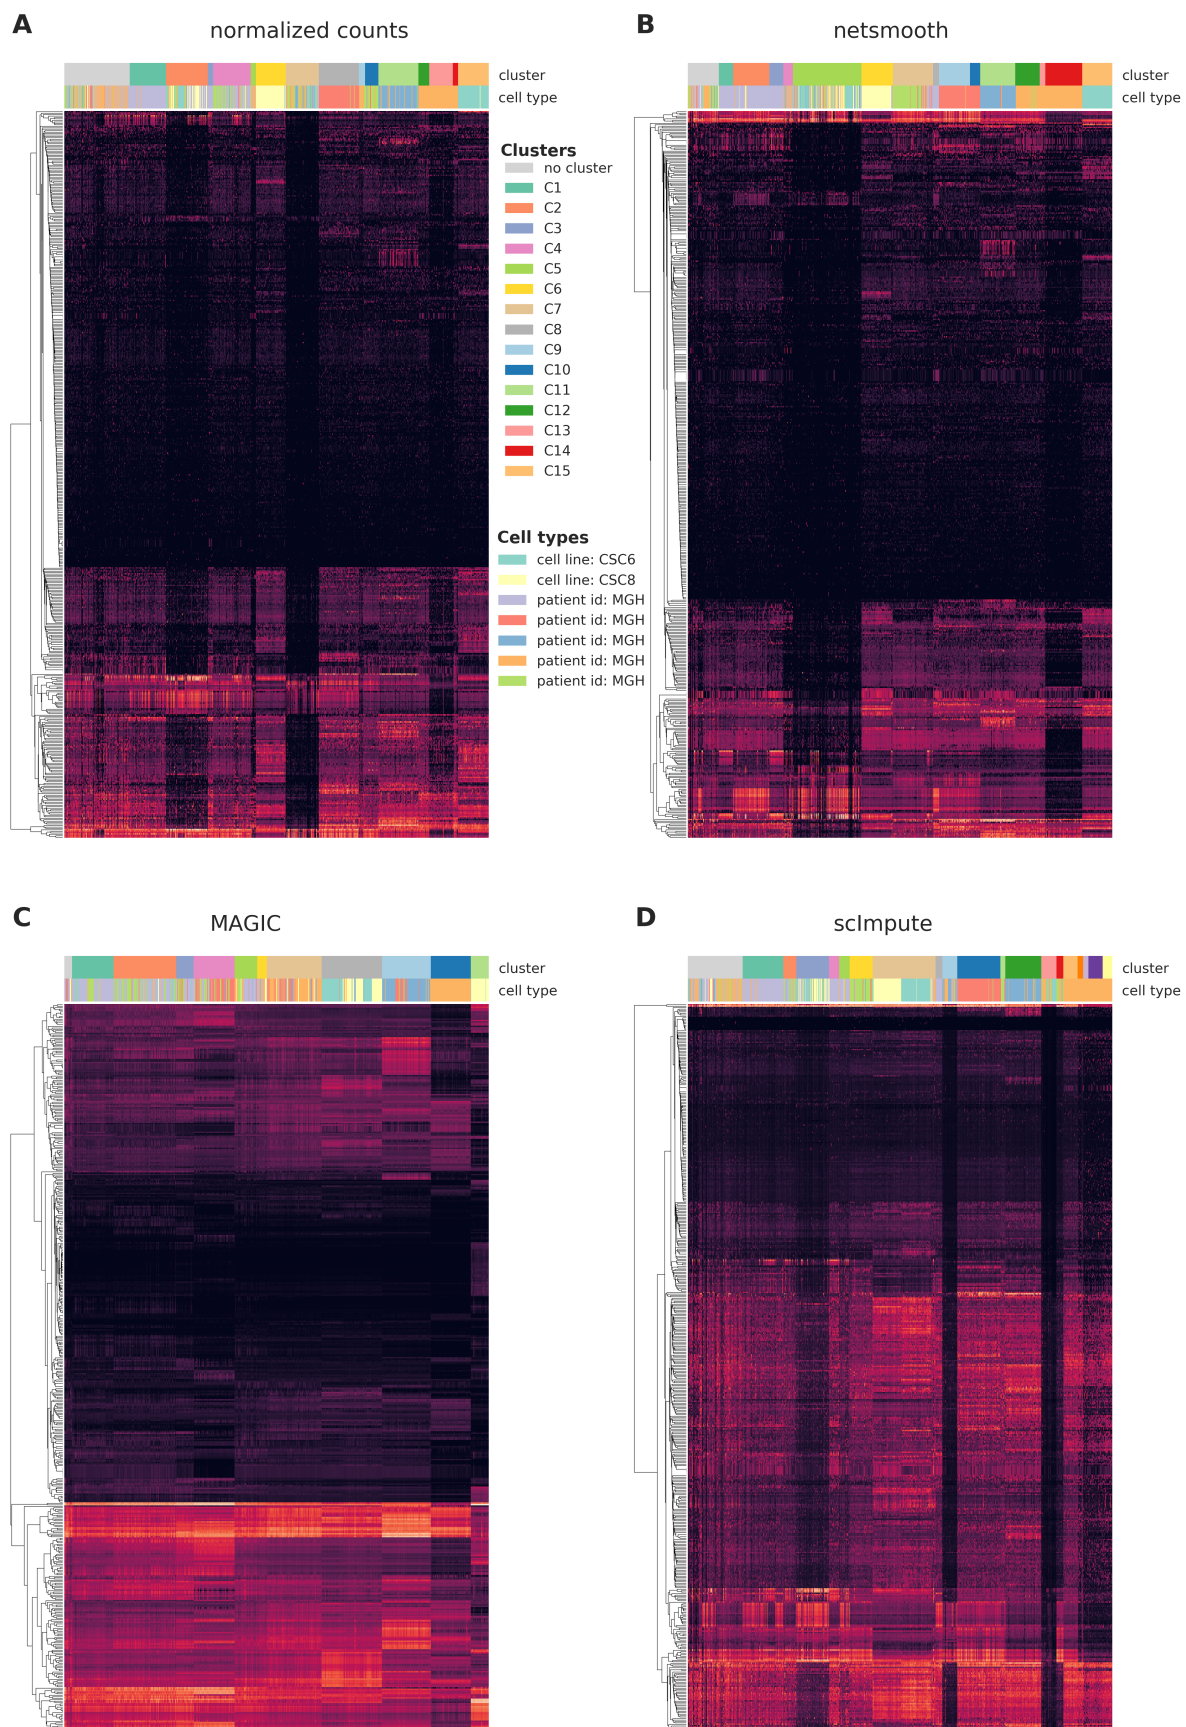 A
normalized counts
cluster
cell type
B
netsmooth
cluster
cell type
Clusters
no cluster
C1
C2
C3
C4
C5
C6
C7
C8
C9
C10
C11
C12
C13
C14
C15
Cell types
cell line: CSC6
cell line: CSC8
patient id: MGH
patient id: MGH
patient id: MGH
patient id: MGH
patient id: MGH
C
MAGIC
cluster
cell type
D
scImpute
cluster
cell type